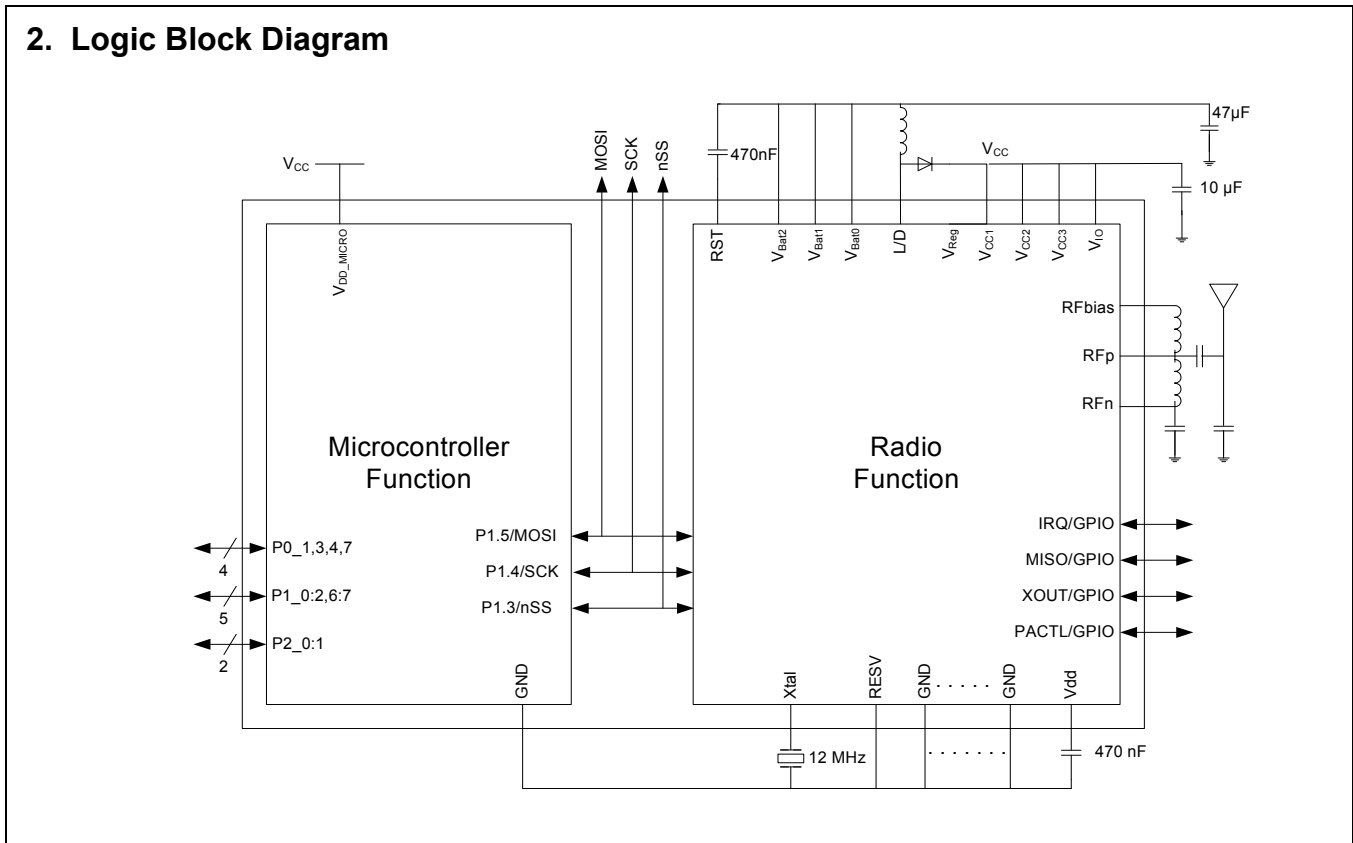 2. Logic Block Diagram
47µF
MOSI
SCK
nSS
470nF
VCC
VCC
10 µF
VDD_MICRO
RST
VBat2
VBat1
VBat0
L/D
VReg
VCC1
VCC2
VCC3
VIO
RFbias
RFp
RFn
Microcontroller
Function
Radio
Function
P0_1,3,4,7
4
P1_0:2,6:7
5
P2_0:1
2
P1.5/MOSI
P1.4/SCK
P1.3/nSS
IRQ/GPIO
MISO/GPIO
XOUT/GPIO
PACTL/GPIO
GND
Xtal
RESV
GND . . . . . GND
Vdd
12 MHz
. . . . . . .
470 nF